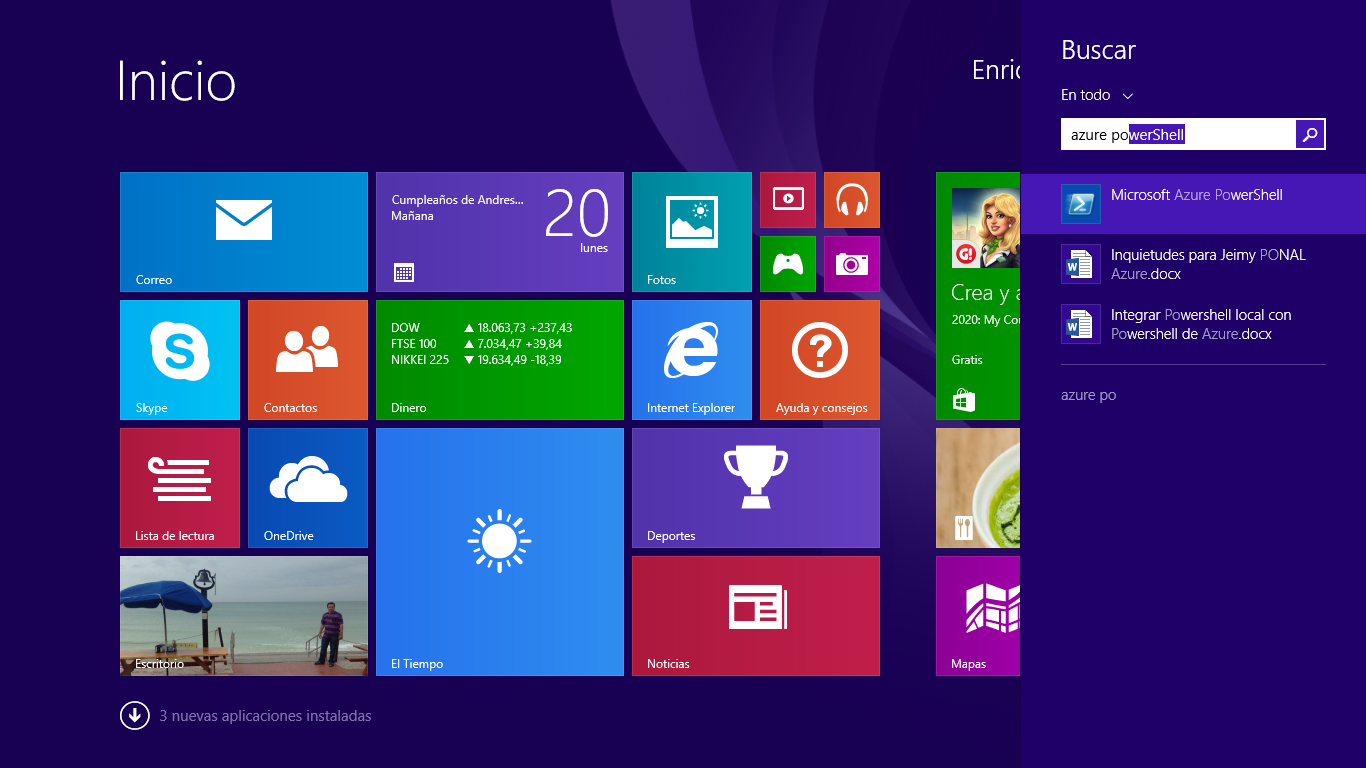 Inicio
Enric
Correo
Cumpleaños de Andres...
Mañana
20
lunes
Fotos
Skype
Contactos
DOW ▲ 18.063,73 +237,43
FTSE 100 ▲ 7.034,47 +39,84
NIKKEI 225 ▼ 19.634,49 -18,39
Dinero
Internet Explorer
Ayuda y consejos
Crea y a
2020: My Cou
Gratis
Lista de lectura
OneDrive
El Tiempo
Deportes
Escritorio
Noticias
Mapas
3 nuevas aplicaciones instaladas
Buscar
En todo
azure powerShell
Microsoft Azure PowerShell
Inquietudes para Jeimy PONAL
Azure.docx
Integrar Powershell local con
Powershell de Azure.docx
azure po